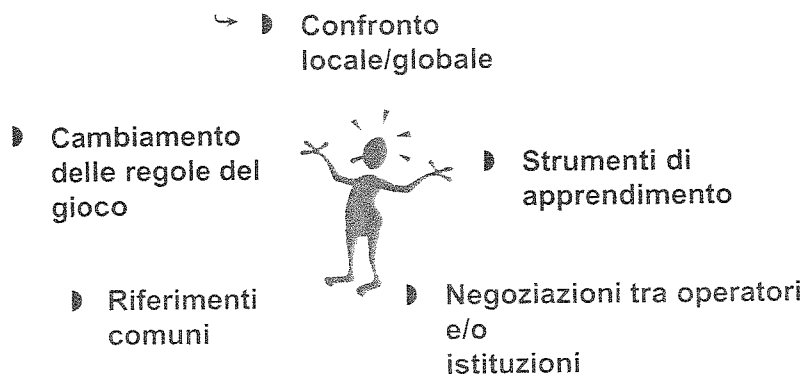 Confronto
locale/globale
Cambiamento
delle regole del
gioco
Strumenti di
apprendimento
Riferimenti
comuni
Negoziazioni tra operatori
e/o
istituzioni